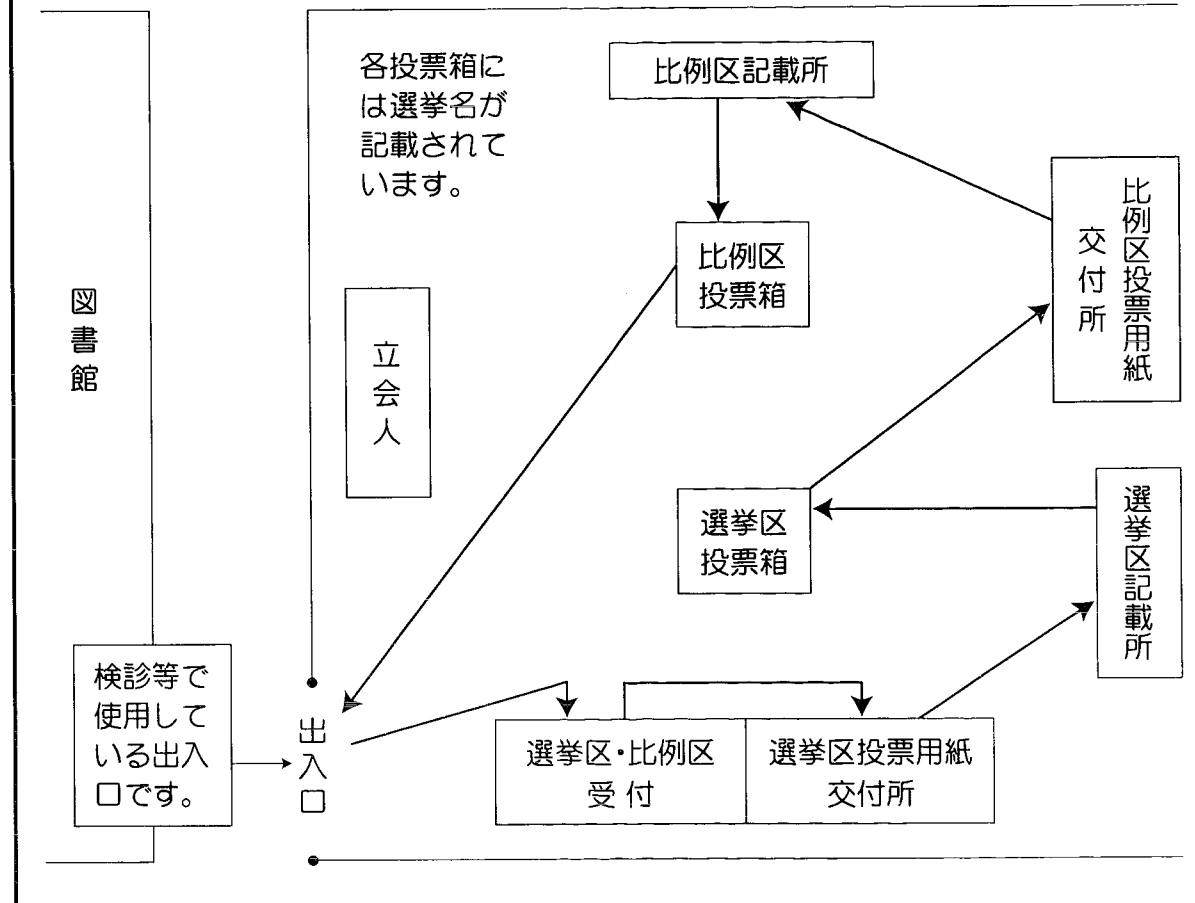 各投票箱に
は選挙名が
記載されて
います。
比例区記載所
比例区投票用紙
交付所
比例区
投票箱
図書館
立会人
選挙区
投票箱
選挙区記載所
検診等で
使用して
いる出入
口です。
出入口
選挙区・比例区
受付
選挙区投票用紙
交付所